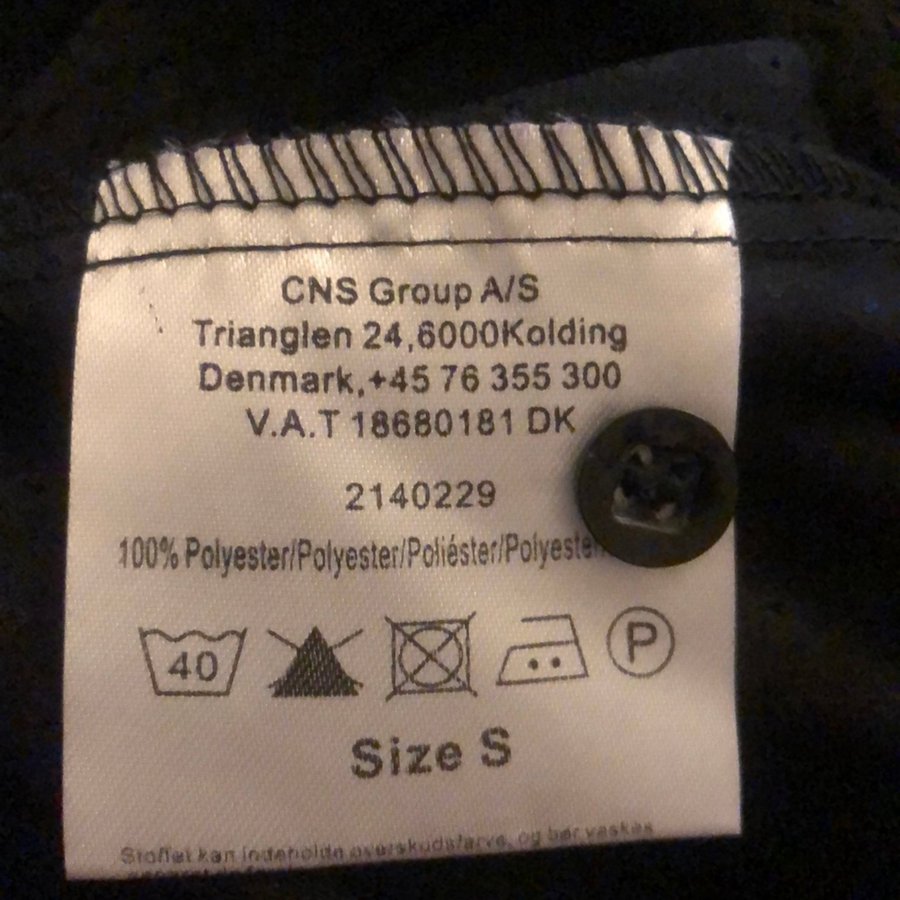 CNS Group A/S
Trianglen 24,6000Kolding
Denmark,+45 76 355 300
V.A.T 18680181 DK
2140229
100% Polyester/Polyester/Poliéster/Polyester
40
P
Size S
Stoffet kan indeholde overskudsfarve, og bør vaskes